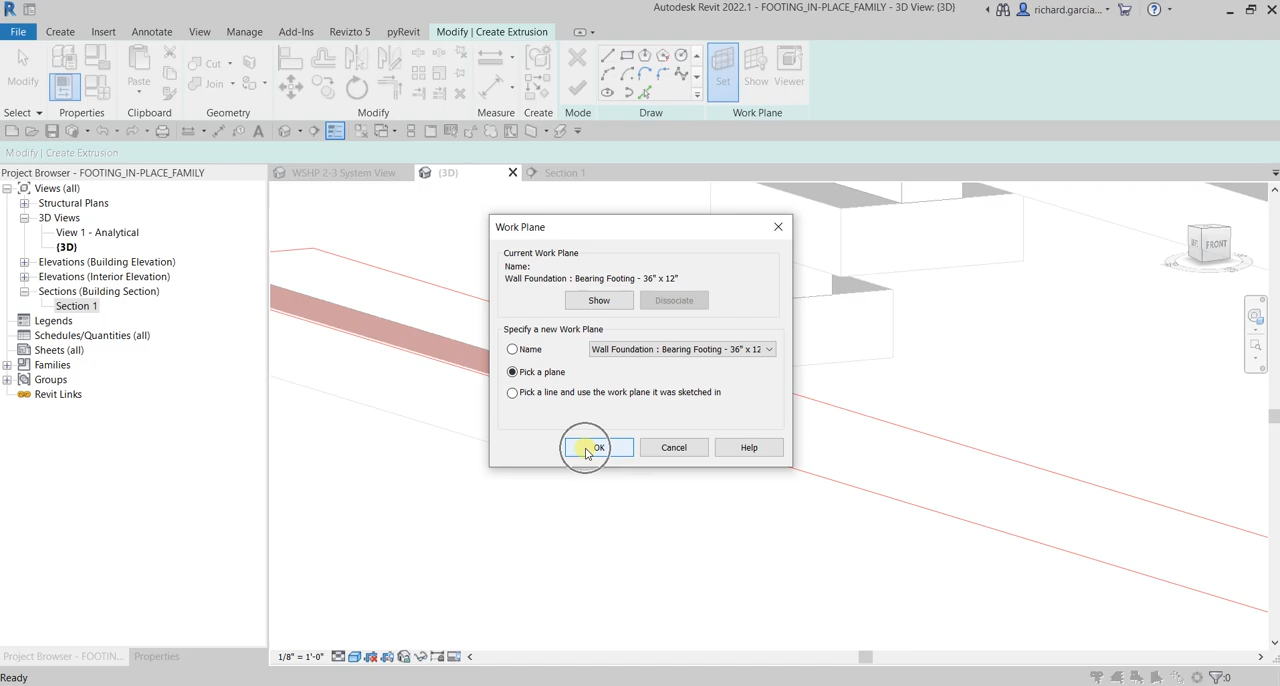 Autodesk Revit 2022.1 - FOOTING_IN-PLACE_FAMILY - 3D View: {3D}
richard.garcia...
File Create Insert Annotate View Manage Add-Ins Revizto 5 pyRevit Modify | Create Extrusion
Modify
Paste
Cut
Join
Set Show Viewer
Select Properties Clipboard Geometry Modify Measure Create Mode Draw Work Plane
Modify | Create Extrusion
Project Browser - FOOTING_IN-PLACE_FAMILY
WSHP 2-3 System View
{3D}
Section 1
Views (all)
Structural Plans
3D Views
View 1 - Analytical
{3D}
Elevations (Building Elevation)
Elevations (Interior Elevation)
Sections (Building Section)
Section 1
Legends
Schedules/Quantities (all)
Sheets (all)
Families
Groups
Revit Links
FRONT
Work Plane
Current Work Plane
Name:
Wall Foundation : Bearing Footing - 36" x 12"
Show
Dissociate
Specify a new Work Plane
Name
Wall Foundation : Bearing Footing - 36" x 12
Pick a plane
Pick a line and use the work plane it was sketched in
OK
Cancel
Help
Project Browser - FOOTIN...
Properties
1/8" = 1'-0"
Ready
:0